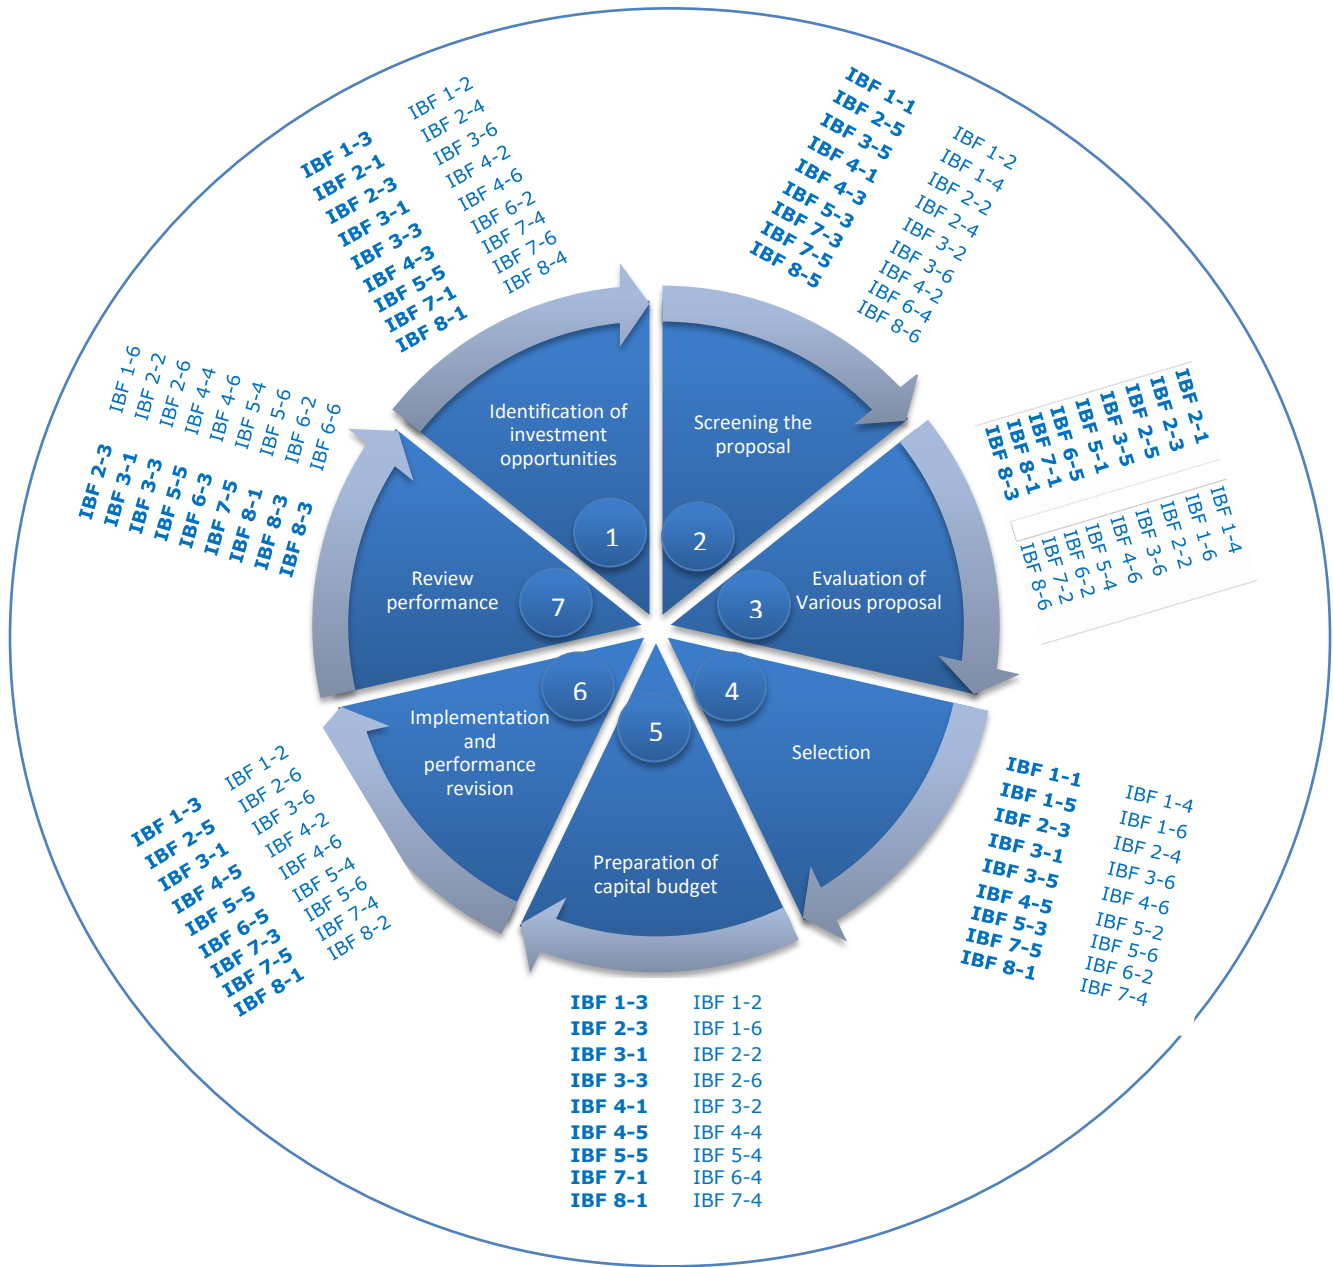 Identification of
investment
opportunities
1
IBF 1-3
IBF 2-1
IBF 2-3
IBF 3-1
IBF 3-3
IBF 4-3
IBF 5-5
IBF 7-1
IBF 8-1
IBF 1-2
IBF 2-4
IBF 3-6
IBF 4-2
IBF 4-6
IBF 6-2
IBF 7-4
IBF 7-6
IBF 8-4
Screening the
proposal
2
IBF 1-1
IBF 2-5
IBF 3-5
IBF 4-1
IBF 4-3
IBF 5-3
IBF 7-3
IBF 7-5
IBF 8-5
IBF 1-2
IBF 1-4
IBF 2-2
IBF 2-4
IBF 3-2
IBF 3-6
IBF 4-2
IBF 6-4
IBF 8-6
Evaluation of
Various proposal
3
IBF 2-1
IBF 2-3
IBF 2-5
IBF 3-5
IBF 5-1
IBF 6-5
IBF 7-1
IBF 8-1
IBF 8-3
IBF 1-4
IBF 1-6
IBF 2-2
IBF 3-6
IBF 4-6
IBF 5-4
IBF 6-2
IBF 7-2
IBF 8-6
Selection
4
IBF 1-1
IBF 1-5
IBF 2-3
IBF 3-1
IBF 3-5
IBF 4-5
IBF 5-3
IBF 7-5
IBF 8-1
IBF 1-4
IBF 1-6
IBF 2-4
IBF 3-6
IBF 4-6
IBF 5-2
IBF 5-6
IBF 6-2
IBF 7-4
Preparation of
capital budget
5
IBF 1-3
IBF 2-3
IBF 3-1
IBF 3-3
IBF 4-1
IBF 4-5
IBF 5-5
IBF 7-1
IBF 8-1
IBF 1-2
IBF 1-6
IBF 2-2
IBF 2-6
IBF 3-2
IBF 4-4
IBF 5-4
IBF 6-4
IBF 7-4
Implementation
and
performance
revision
6
IBF 1-3
IBF 2-5
IBF 3-1
IBF 4-5
IBF 5-5
IBF 6-5
IBF 7-3
IBF 7-5
IBF 8-1
IBF 1-2
IBF 2-6
IBF 3-6
IBF 4-2
IBF 4-6
IBF 5-4
IBF 5-6
IBF 7-4
IBF 8-2
Review
performance
7
IBF 2-3
IBF 3-1
IBF 3-3
IBF 5-5
IBF 6-3
IBF 7-5
IBF 8-1
IBF 8-3
IBF 8-3
IBF 1-6
IBF 2-2
IBF 2-6
IBF 4-4
IBF 4-6
IBF 5-4
IBF 5-6
IBF 6-2
IBF 6-6